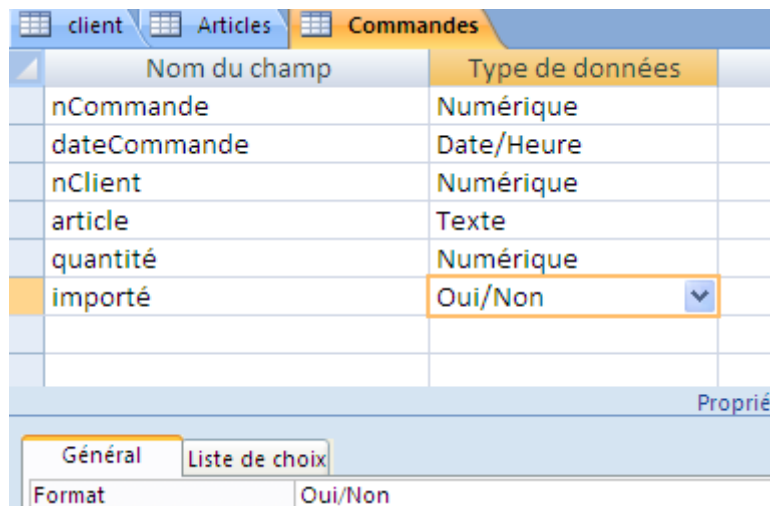 client Articles Commandes
Nom du champ Type de données
nCommande Numérique
dateCommande Date/Heure
nClient Numérique
article Texte
quantité Numérique
importé Oui/Non
Proprié
Général Liste de choix
Format Oui/Non